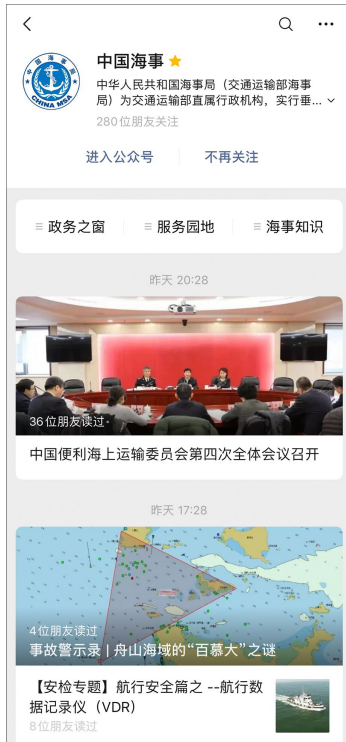 中国海事
中华人民共和国海事局（交通运输部海事
局）为交通运输部直属行政机构，实行垂...
280位朋友关注
进入公众号
不再关注
政务之窗
服务园地
海事知识
昨天 20:28
36位朋友读过
中国便利海上运输委员会第四次全体会议召开
昨天 17:28
4位朋友读过
事故警示录 | 舟山海域的“百慕大”之谜
【安检专题】航行安全篇之 --航行数
据记录仪（VDR）
8位朋友读过
中国海事局
CHINA MSA